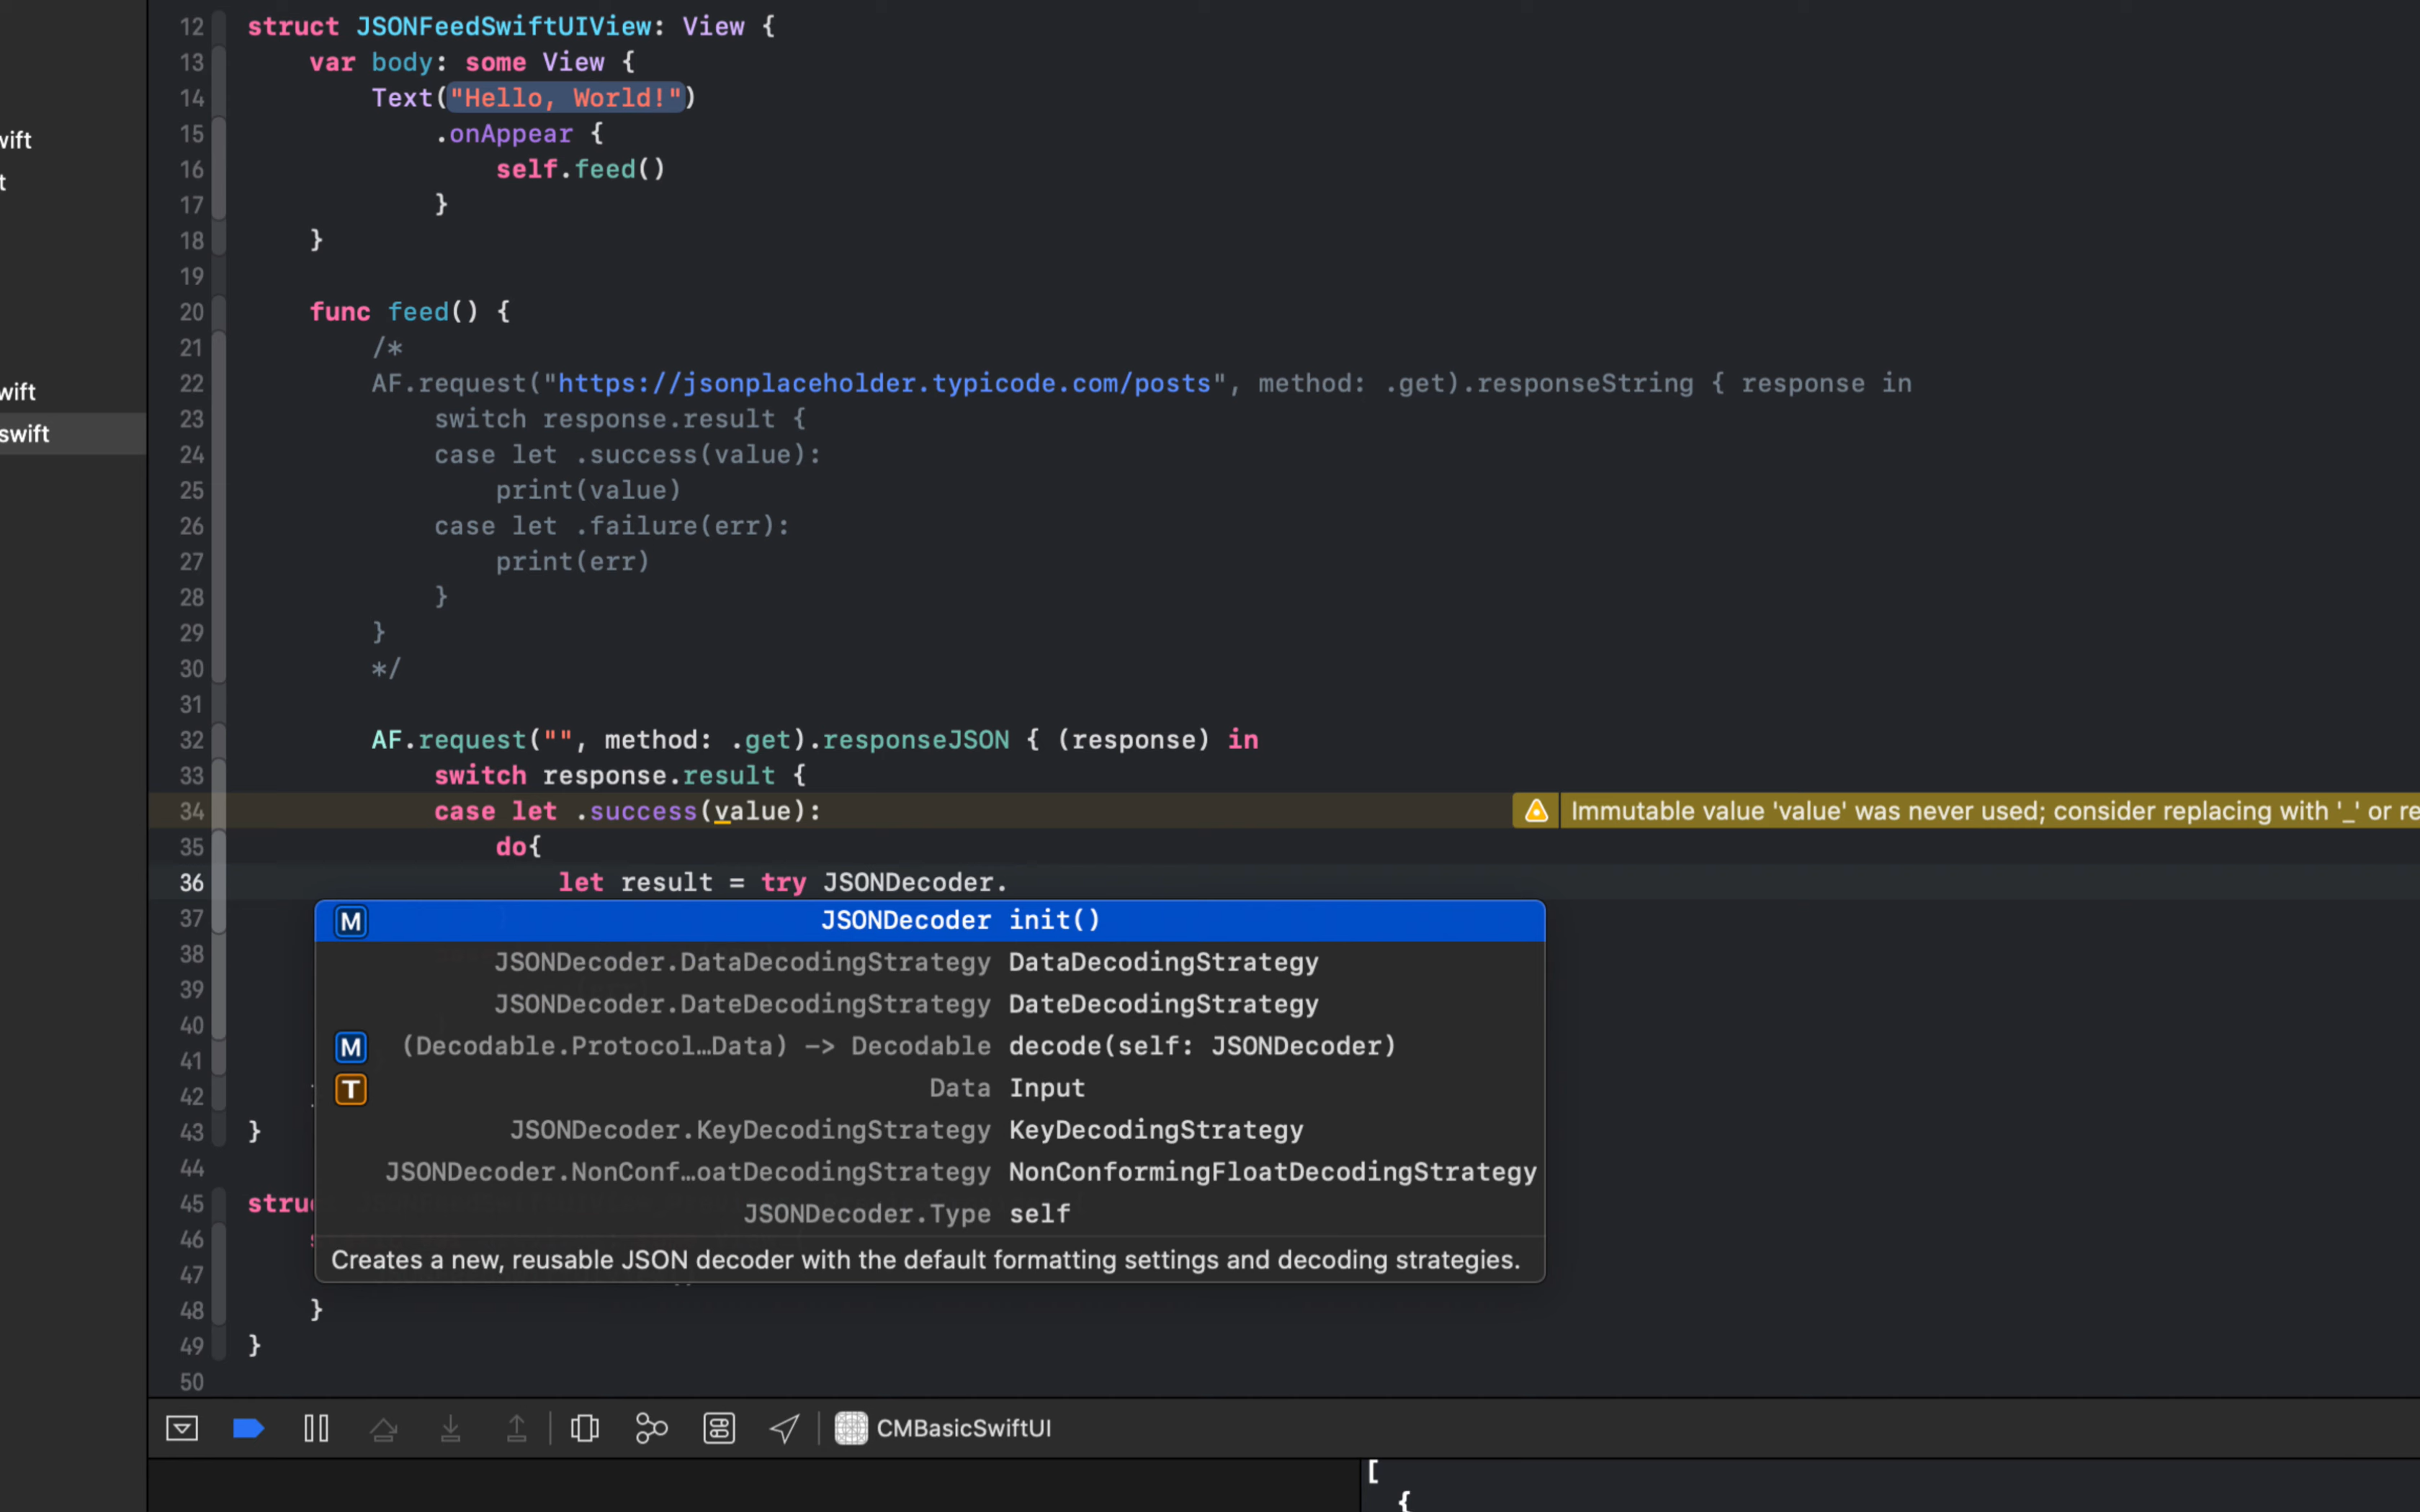 12 struct JSONFeedSwiftUIView: View {
13 var body: some View {
14 Text("Hello, World!")
15 .onAppear {
16 self.feed()
17 }
18 }
19
20 func feed() {
21 /*
22 AF.request("https://jsonplaceholder.typicode.com/posts", method: .get).responseString { response in
23 switch response.result {
24 case let .success(value):
25 print(value)
26 case let .failure(err):
27 print(err)
28 }
29 }
30 */
31
32 AF.request("", method: .get).responseJSON { (response) in
33 switch response.result {
34 case let .success(value): Immutable value 'value' was never used; consider replacing with '_' or re
35 do{
36 let result = try JSONDecoder.
37 M JSONDecoder init()
38 JSONDecoder.DataDecodingStrategy DataDecodingStrategy
39 JSONDecoder.DateDecodingStrategy DateDecodingStrategy
40 M (Decodable.Protocol…Data) -> Decodable decode(self: JSONDecoder)
41 T Data Input
42 JSONDecoder.KeyDecodingStrategy KeyDecodingStrategy
43 }
44 JSONDecoder.NonConf…oatDecodingStrategy NonConformingFloatDecodingStrategy
45 stru JSONDecoder.Type self
46
47 Creates a new, reusable JSON decoder with the default formatting settings and decoding strategies.
48 }
49 }
50
wift
t
wift
swift
CMBasicSwiftUI
[
{